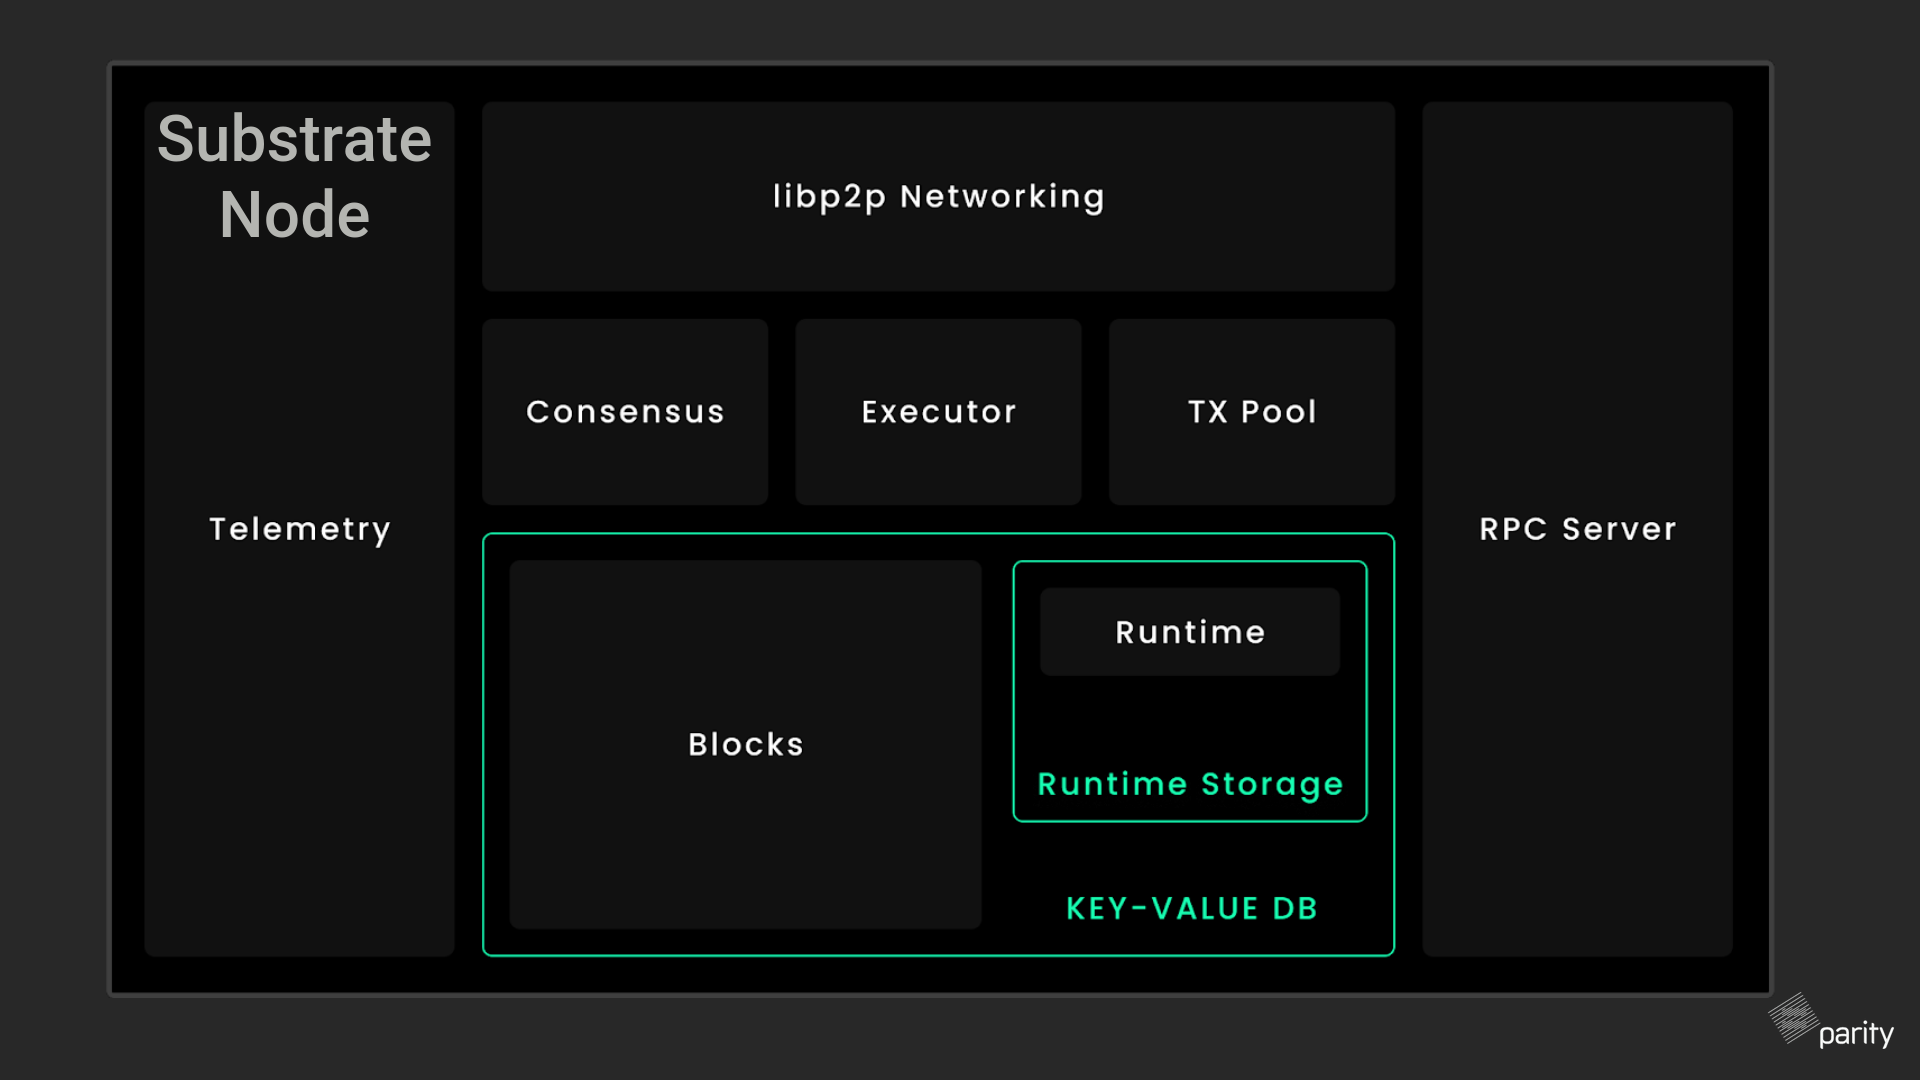 Substrate
Node
libp2p Networking
Consensus
Executor
TX Pool
Telemetry
RPC Server
Runtime
Blocks
Runtime Storage
KEY-VALUE DB
parity